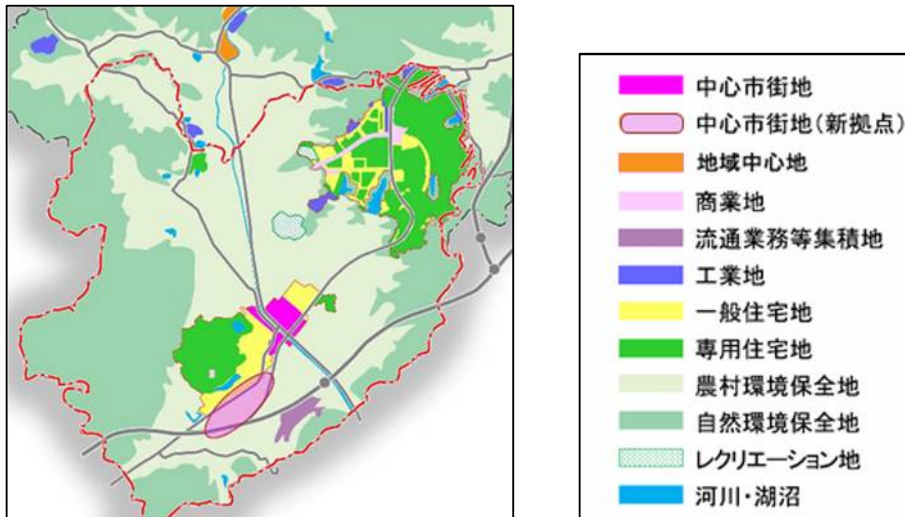 中心市街地
中心市街地(新拠点)
地域中心地
商業地
流通業務等集積地
工業地
一般住宅地
専用住宅地
農村環境保全地
自然環境保全地
レクリエーション地
河川・湖沼